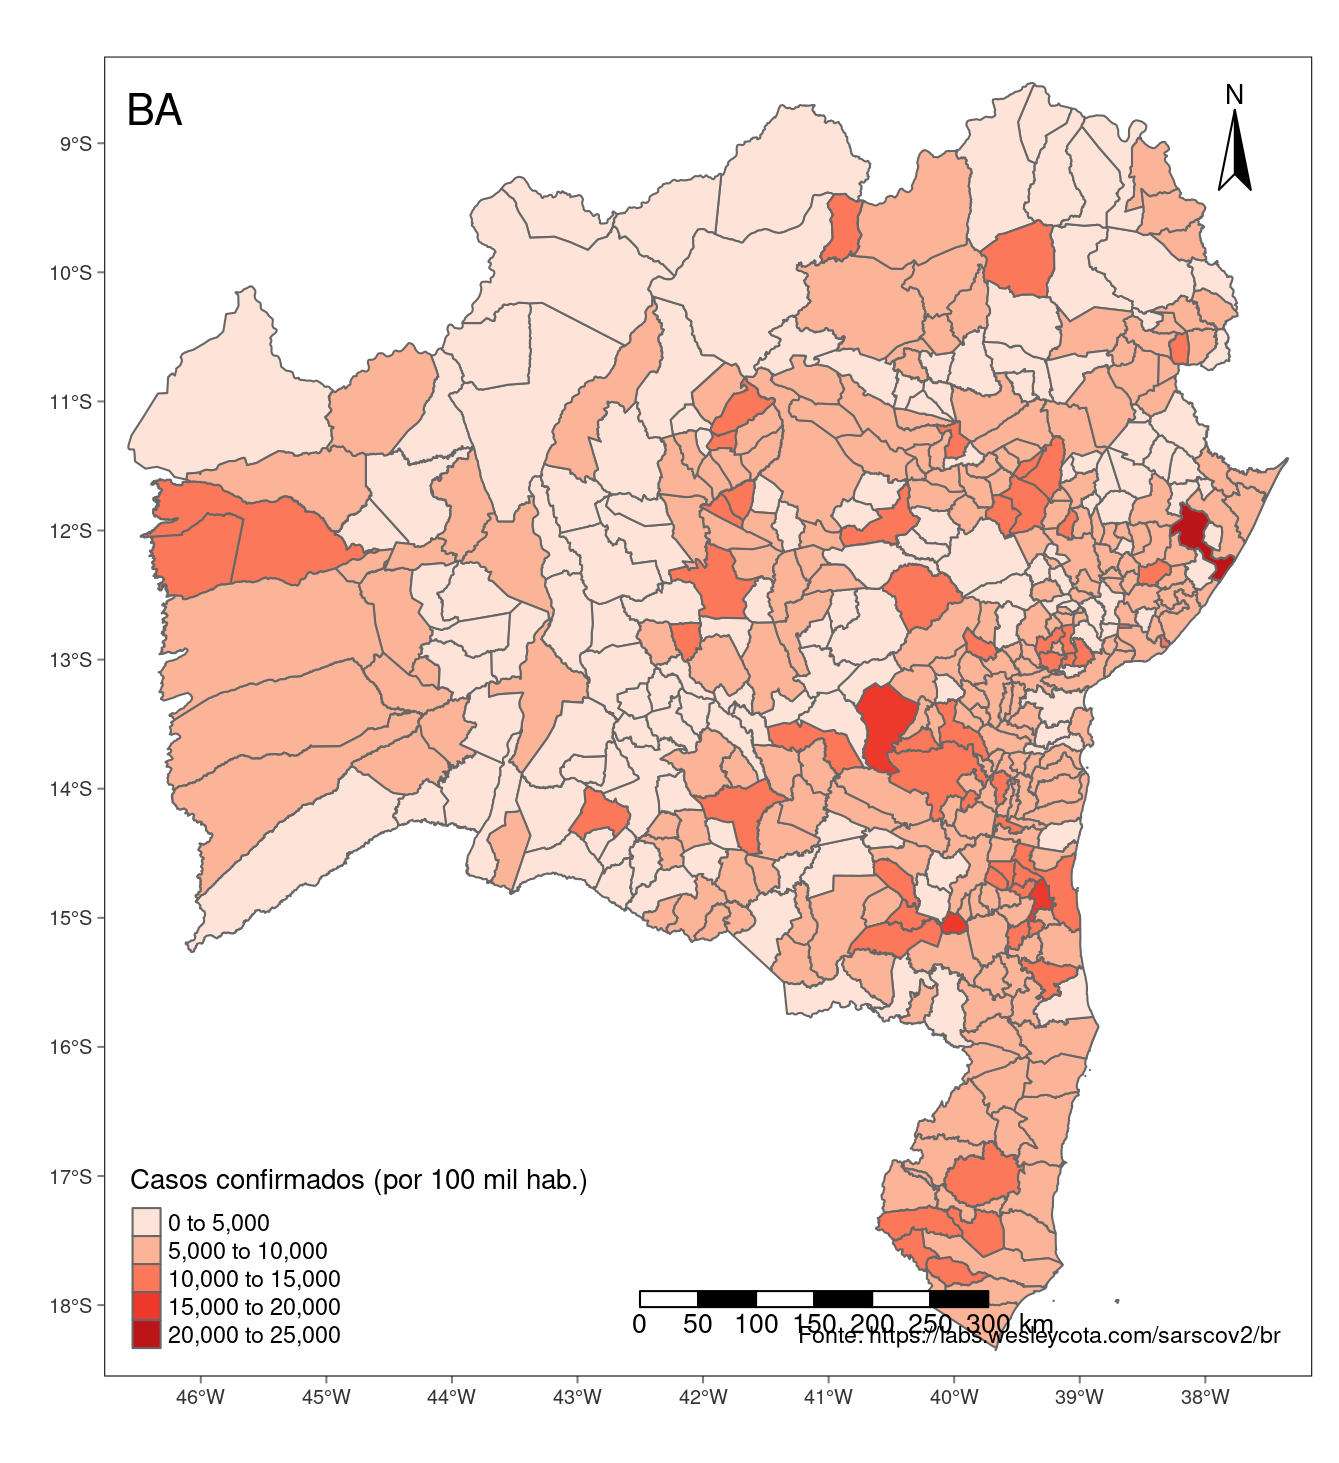 BA
N
9°S
10°S
11°S
12°S
13°S
14°S
15°S
16°S
17°S
18°S
Casos confirmados (por 100 mil hab.)
0 to 5,000
5,000 to 10,000
10,000 to 15,000
15,000 to 20,000
20,000 to 25,000
0 50 100 150 200 250 300 km
Fonte: https://labs.wesleycota.com/sarscov2/br
46°W 45°W 44°W 43°W 42°W 41°W 40°W 39°W 38°W